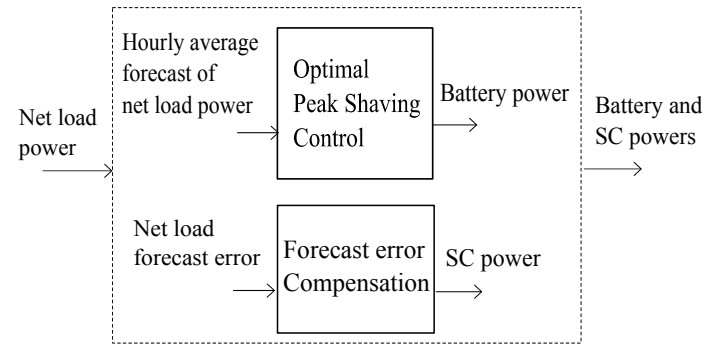 Net load
power
Hourly average
forecast of
net load power
Optimal
Peak Shaving
Control
Battery power
Battery and
SC powers
Net load
forecast error
Forecast error
Compensation
SC power